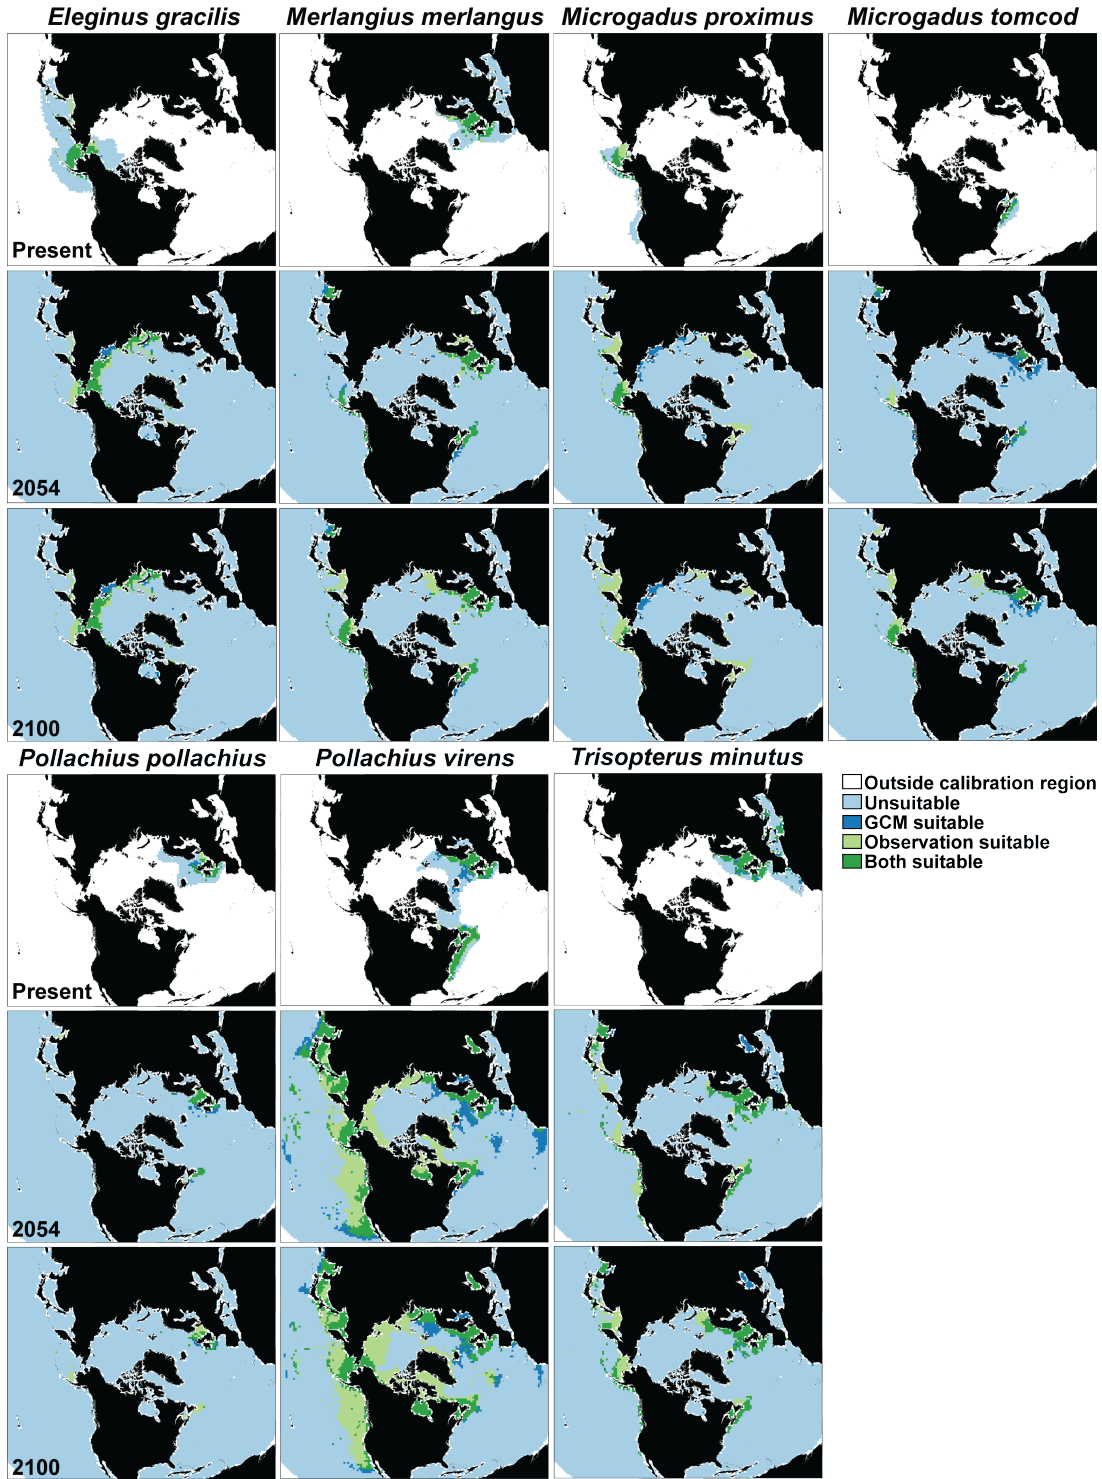 Eleginus gracilis
Merlangius merlangus
Microgadus proximus
Microgadus tomcod
Present
2054
2100
Pollachius pollachius
Pollachius virens
Trisopterus minutus
Outside calibration region
Unsuitable
GCM suitable
Observation suitable
Both suitable
Present
2054
2100